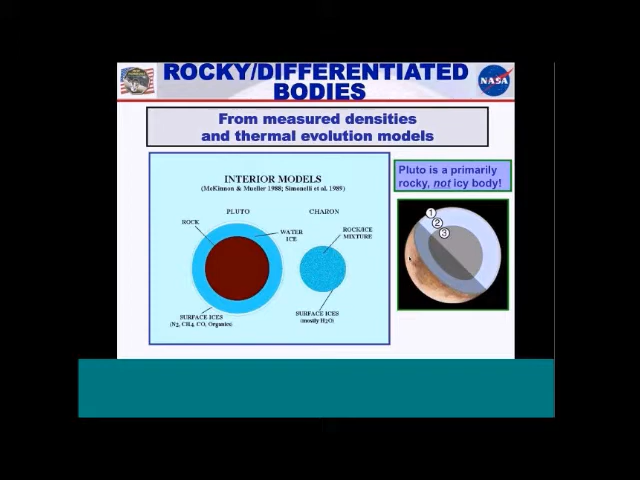 ROCKY/DIFFERENTIATED
BODIES
NASA
From measured densities
and thermal evolution models
INTERIOR MODELS
(McKinnon & Mueller 1988; Simonelli et al. 1989)
PLUTO
CHARON
ROCK
WATER
ICE
ROCK/ICE
MIXTURE
SURFACE ICES
(N2, CH4, CO, Organics)
SURFACE ICES
(mostly H2O)
Pluto is a primarily
rocky, not icy body!
1
2
3